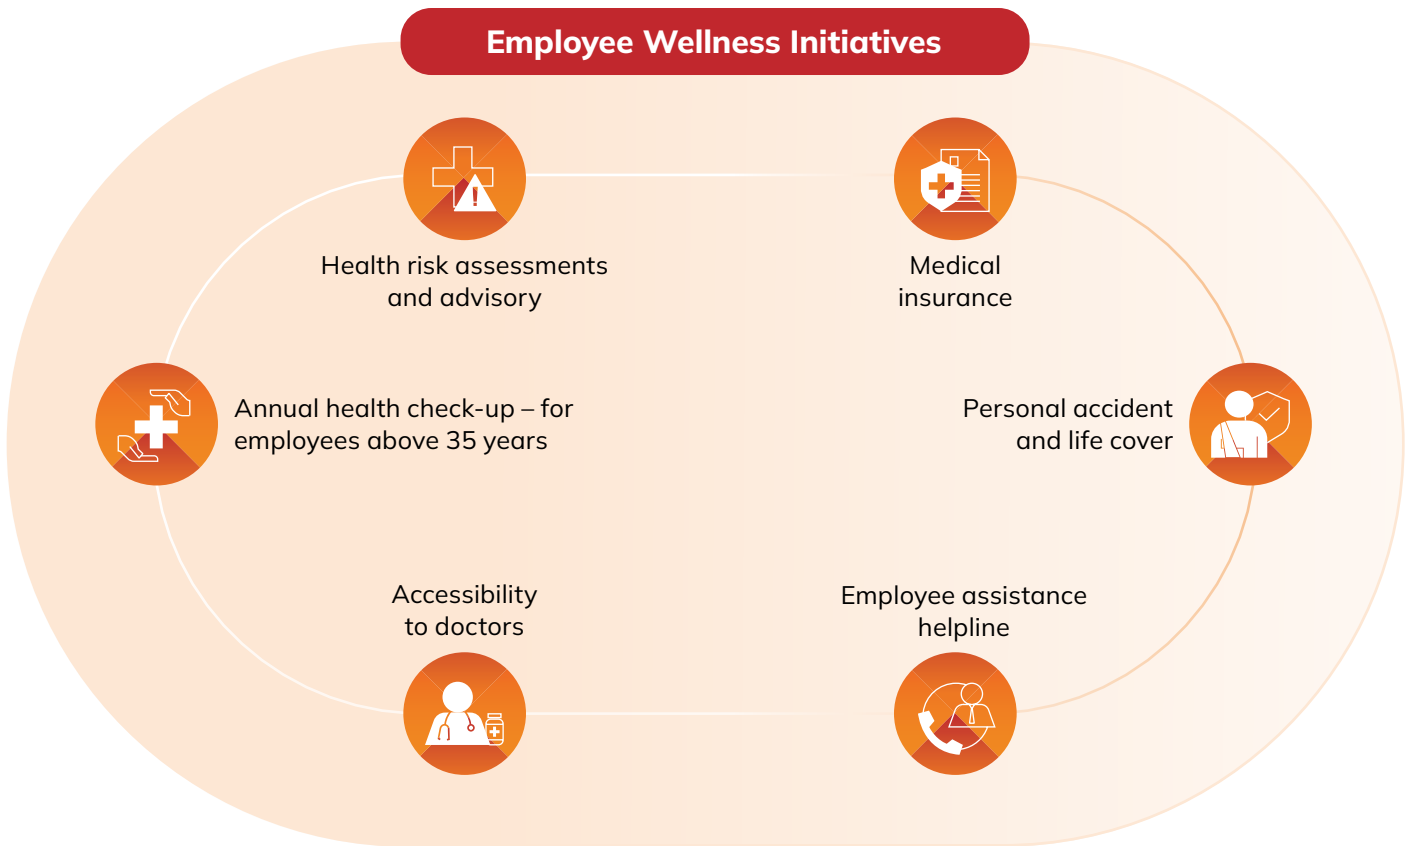 Employee Wellness Initiatives
Health risk assessments
and advisory
Medical
insurance
Annual health check-up – for
employees above 35 years
Personal accident
and life cover
Accessibility
to doctors
Employee assistance
helpline